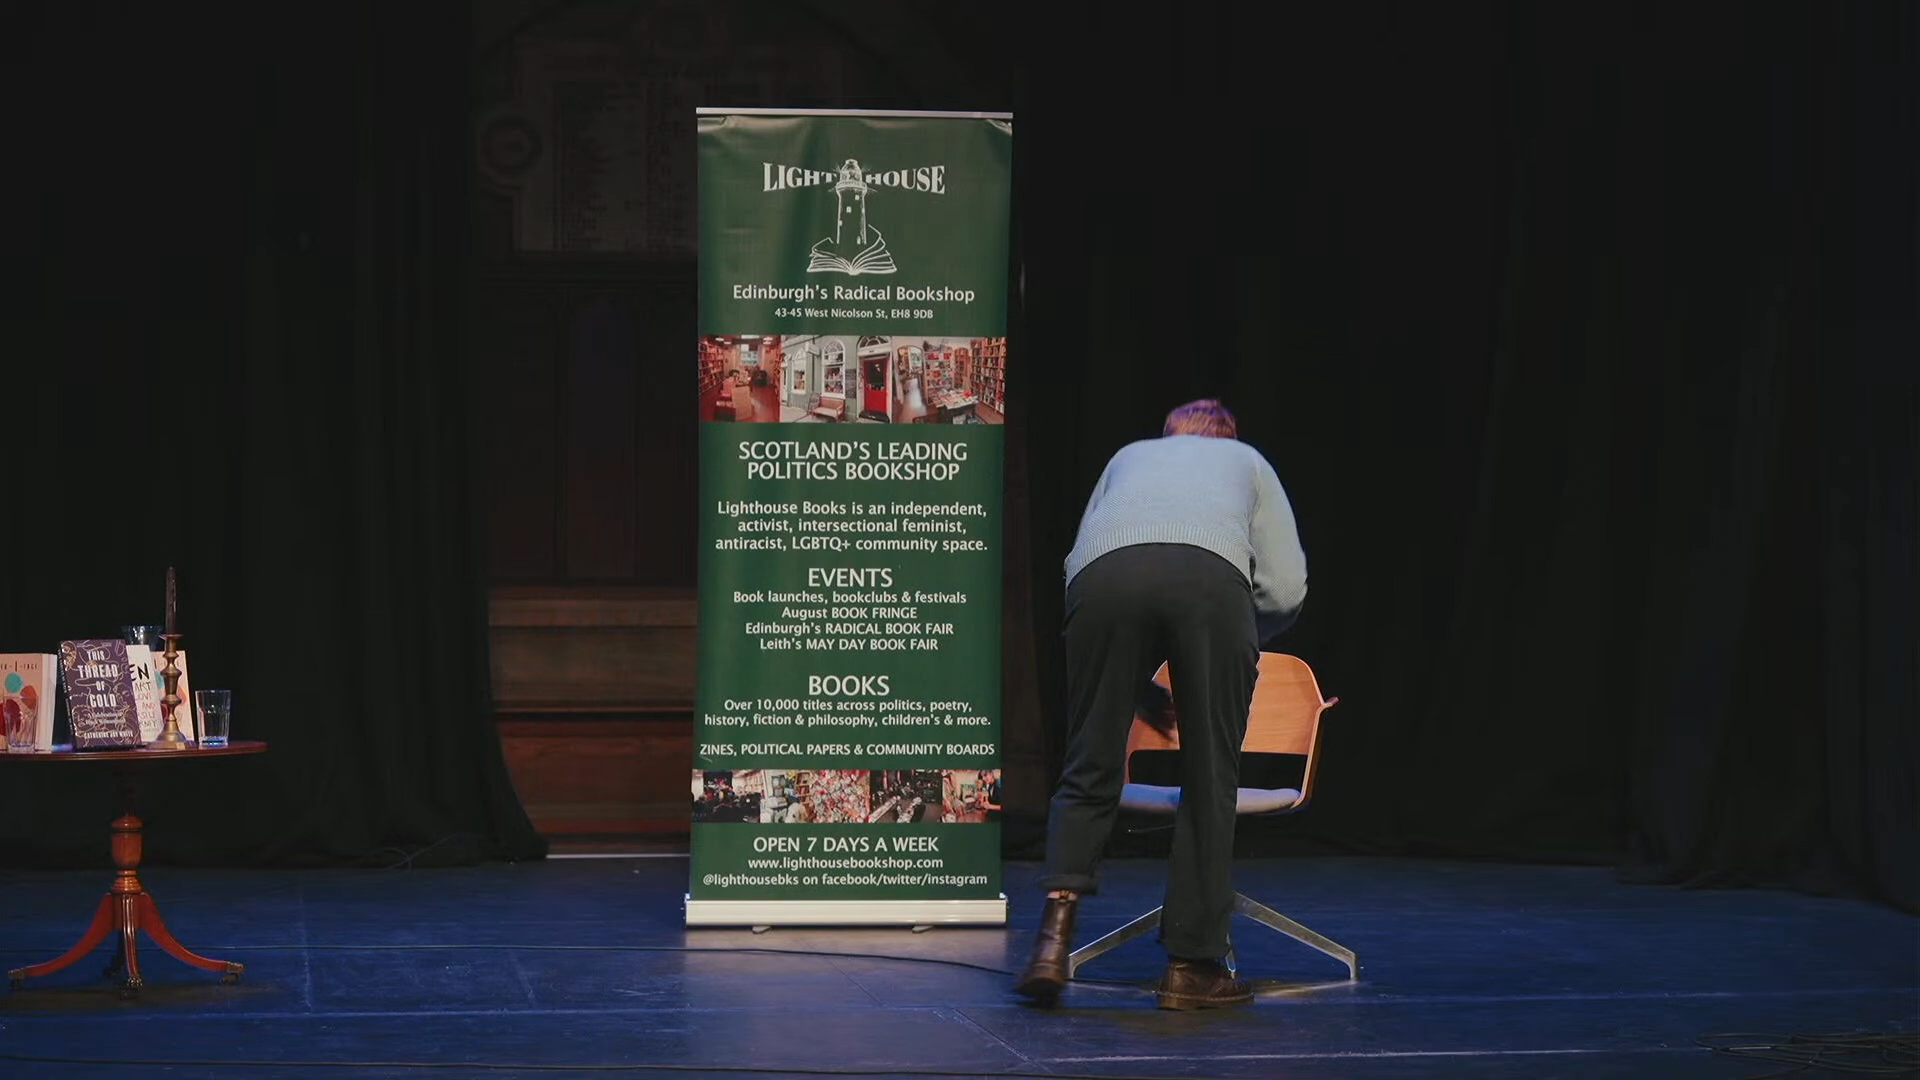 LIGHTHOUSE
Edinburgh's Radical Bookshop
43-45 West Nicolson St, EH8 9DB
SCOTLAND'S LEADING
POLITICS BOOKSHOP
Lighthouse Books is an independent,
activist, intersectional feminist,
antiracist, LGBTQ+ community space.
EVENTS
Book launches, bookclubs & festivals
August BOOK FRINGE
Edinburgh's RADICAL BOOK FAIR
Leith's MAY DAY BOOK FAIR
BOOKS
Over 10,000 titles across politics, poetry,
history, fiction & philosophy, children's & more.
ZINES, POLITICAL PAPERS & COMMUNITY BOARDS
OPEN 7 DAYS A WEEK
www.lighthousebookshop.com
@lighthousebks on facebook/twitter/instagram
THIS
THREAD
OF
GOLD
CATHERINE JOY WHITE